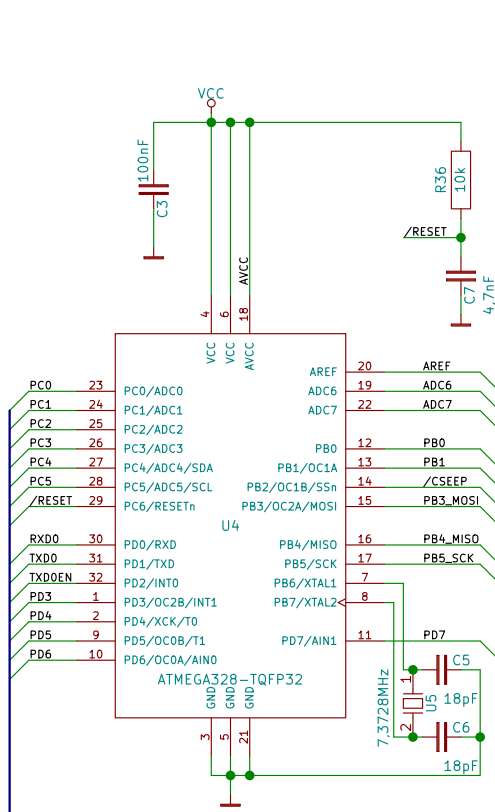 VCC
100nF
C3
R36
10k
/RESET
C7
4,7nF
AVCC
4
6
18
VCC
VCC
AVCC
AREF 20 AREF
ADC6 19 ADC6
ADC7 22 ADC7
PC0 23 PC0/ADC0
PC1 24 PC1/ADC1
PC2 25 PC2/ADC2
PC3 26 PC3/ADC3
PC4 27 PC4/ADC4/SDA
PC5 28 PC5/ADC5/SCL
/RESET 29 PC6/RESETn
PB0 12 PB0
PB1/OC1A 13 PB1
PB2/OC1B/SSn 14 /CSEEP
PB3/OC2A/MOSI 15 PB3_MOSI
U4
RXD0 30 PD0/RXD
TXD0 31 PD1/TXD
TXD0EN 32 PD2/INT0
PD3 1 PD3/OC2B/INT1
PD4 2 PD4/XCK/T0
PD5 9 PD5/OC0B/T1
PD6 10 PD6/OC0A/AIN0
PB4/MISO 16 PB4_MISO
PB5/SCK 17 PB5_SCK
PB6/XTAL1 7
PB7/XTAL2 8
PD7/AIN1 11 PD7
ATMEGA328-TQFP32
GND
GND
GND
3
5
21
7,3728MHz
1
2
U5
C5
18pF
C6
18pF